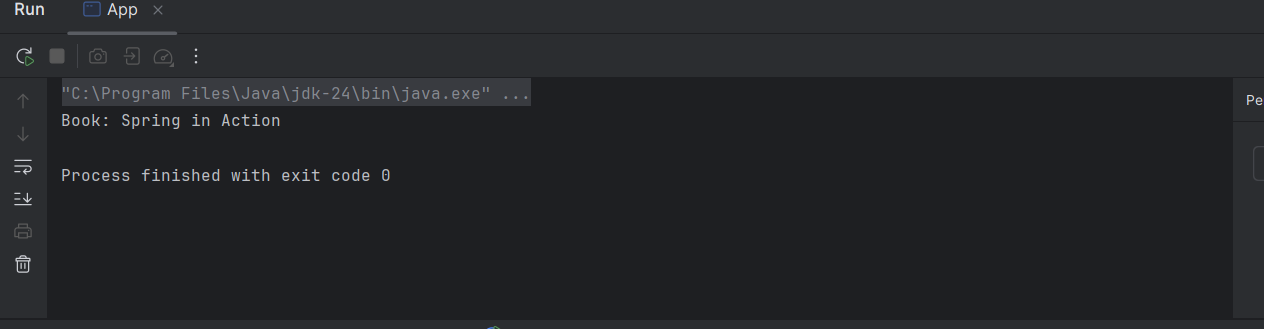 Run App
"C:\Program Files\Java\jdk-24\bin\java.exe" ...
Pe
Book: Spring in Action
Process finished with exit code 0